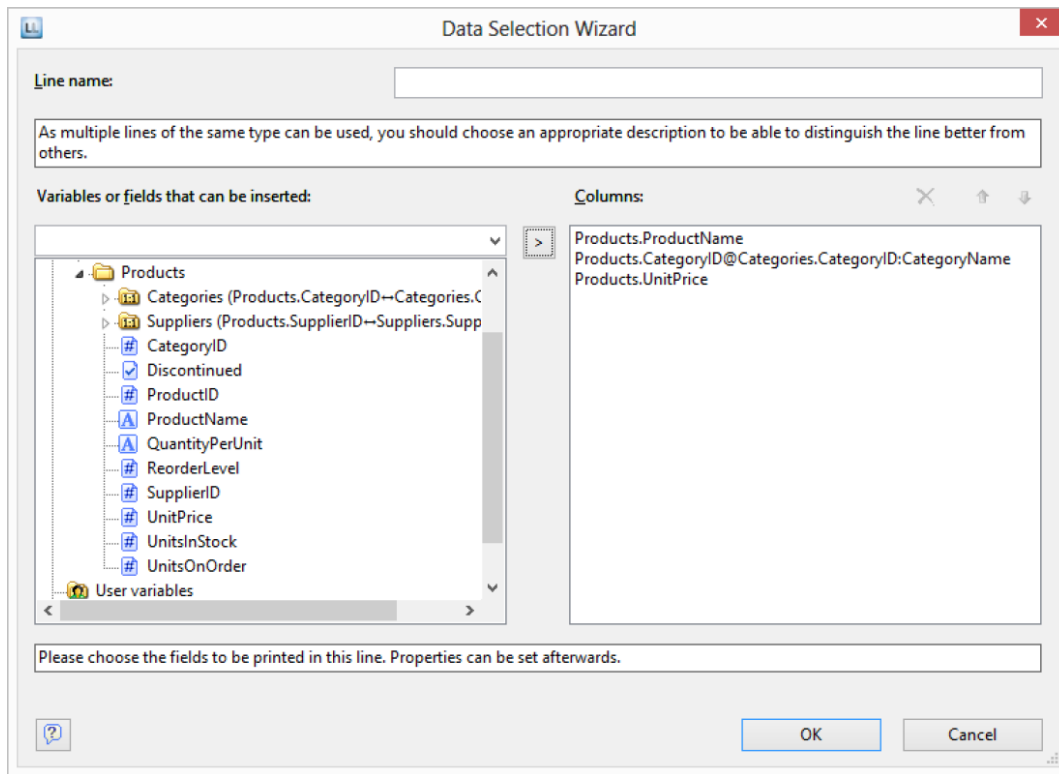 Data Selection Wizard
Line name:
As multiple lines of the same type can be used, you should choose an appropriate description to be able to distinguish the line better from
others.
Variables or fields that can be inserted:
Columns:
>
Products
Categories (Products.CategoryID↔Categories.C
Suppliers (Products.SupplierID↔Suppliers.Supp
CategoryID
Discontinued
ProductID
ProductName
QuantityPerUnit
ReorderLevel
SupplierID
UnitPrice
UnitsInStock
UnitsOnOrder
User variables
Products.ProductName
Products.CategoryID@Categories.CategoryID:CategoryName
Products.UnitPrice
Please choose the fields to be printed in this line. Properties can be set afterwards.
OK
Cancel